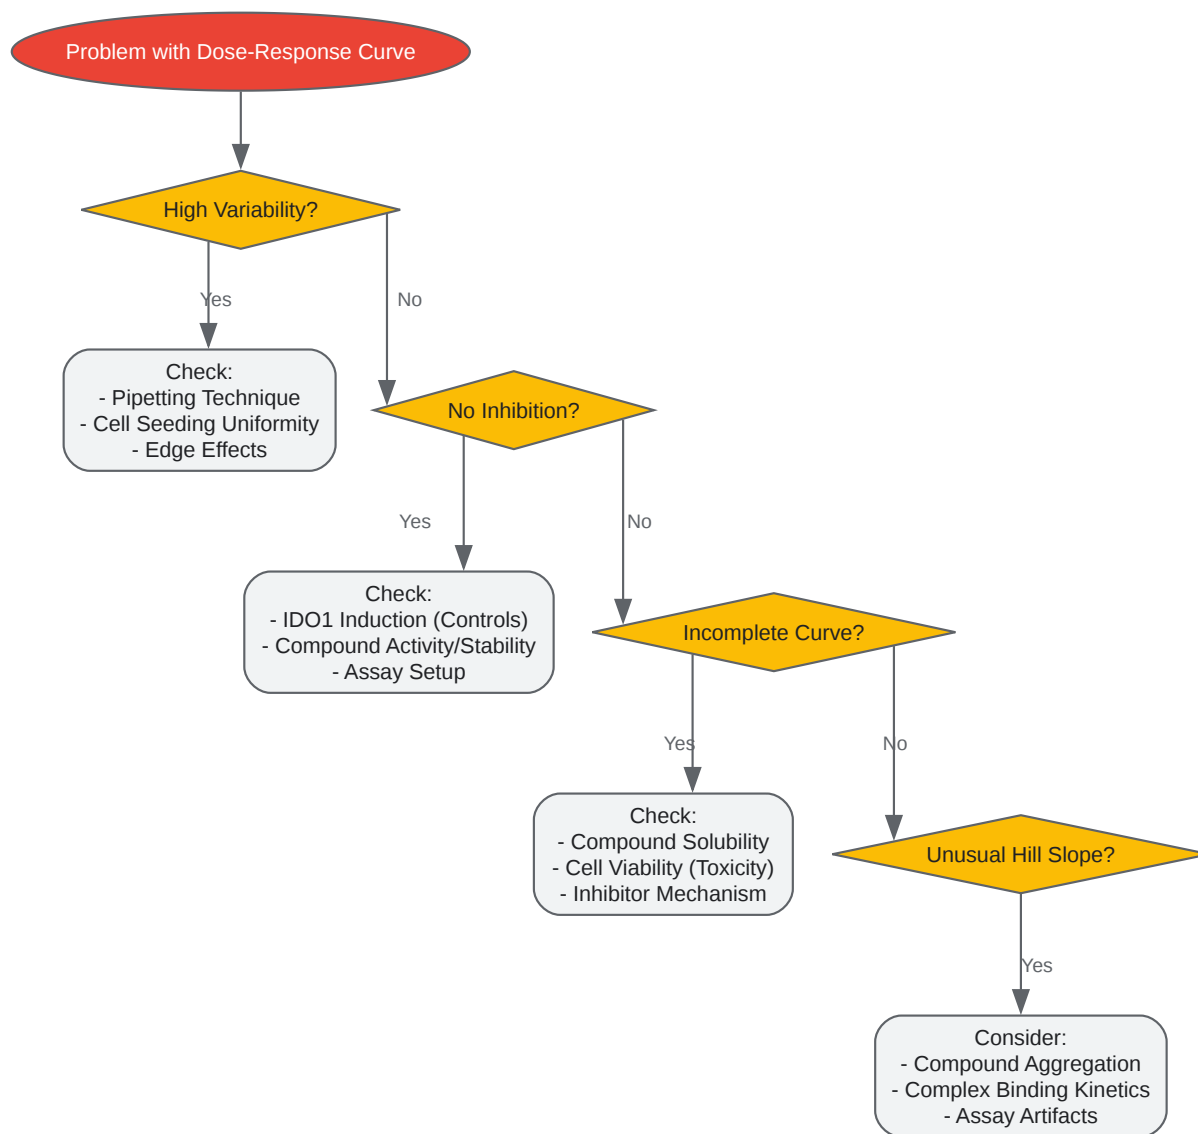 Problem with Dose-Response Curve
High Variability?
Yes
No
Check:
- Pipetting Technique
- Cell Seeding Uniformity
- Edge Effects
No Inhibition?
Yes
No
Check:
- IDO1 Induction (Controls)
- Compound Activity/Stability
- Assay Setup
Incomplete Curve?
Yes
No
Check:
- Compound Solubility
- Cell Viability (Toxicity)
- Inhibitor Mechanism
Unusual Hill Slope?
Yes
Consider:
- Compound Aggregation
- Complex Binding Kinetics
- Assay Artifacts